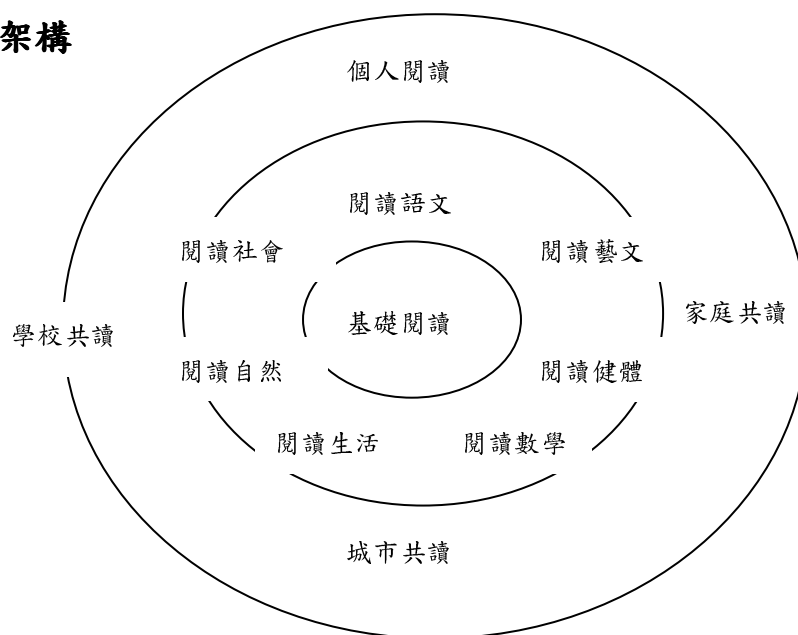 架構
個人閱讀
閱讀語文
閱讀社會
閱讀藝文
基礎閱讀
學校共讀
家庭共讀
閱讀自然
閱讀健體
閱讀生活
閱讀數學
城市共讀